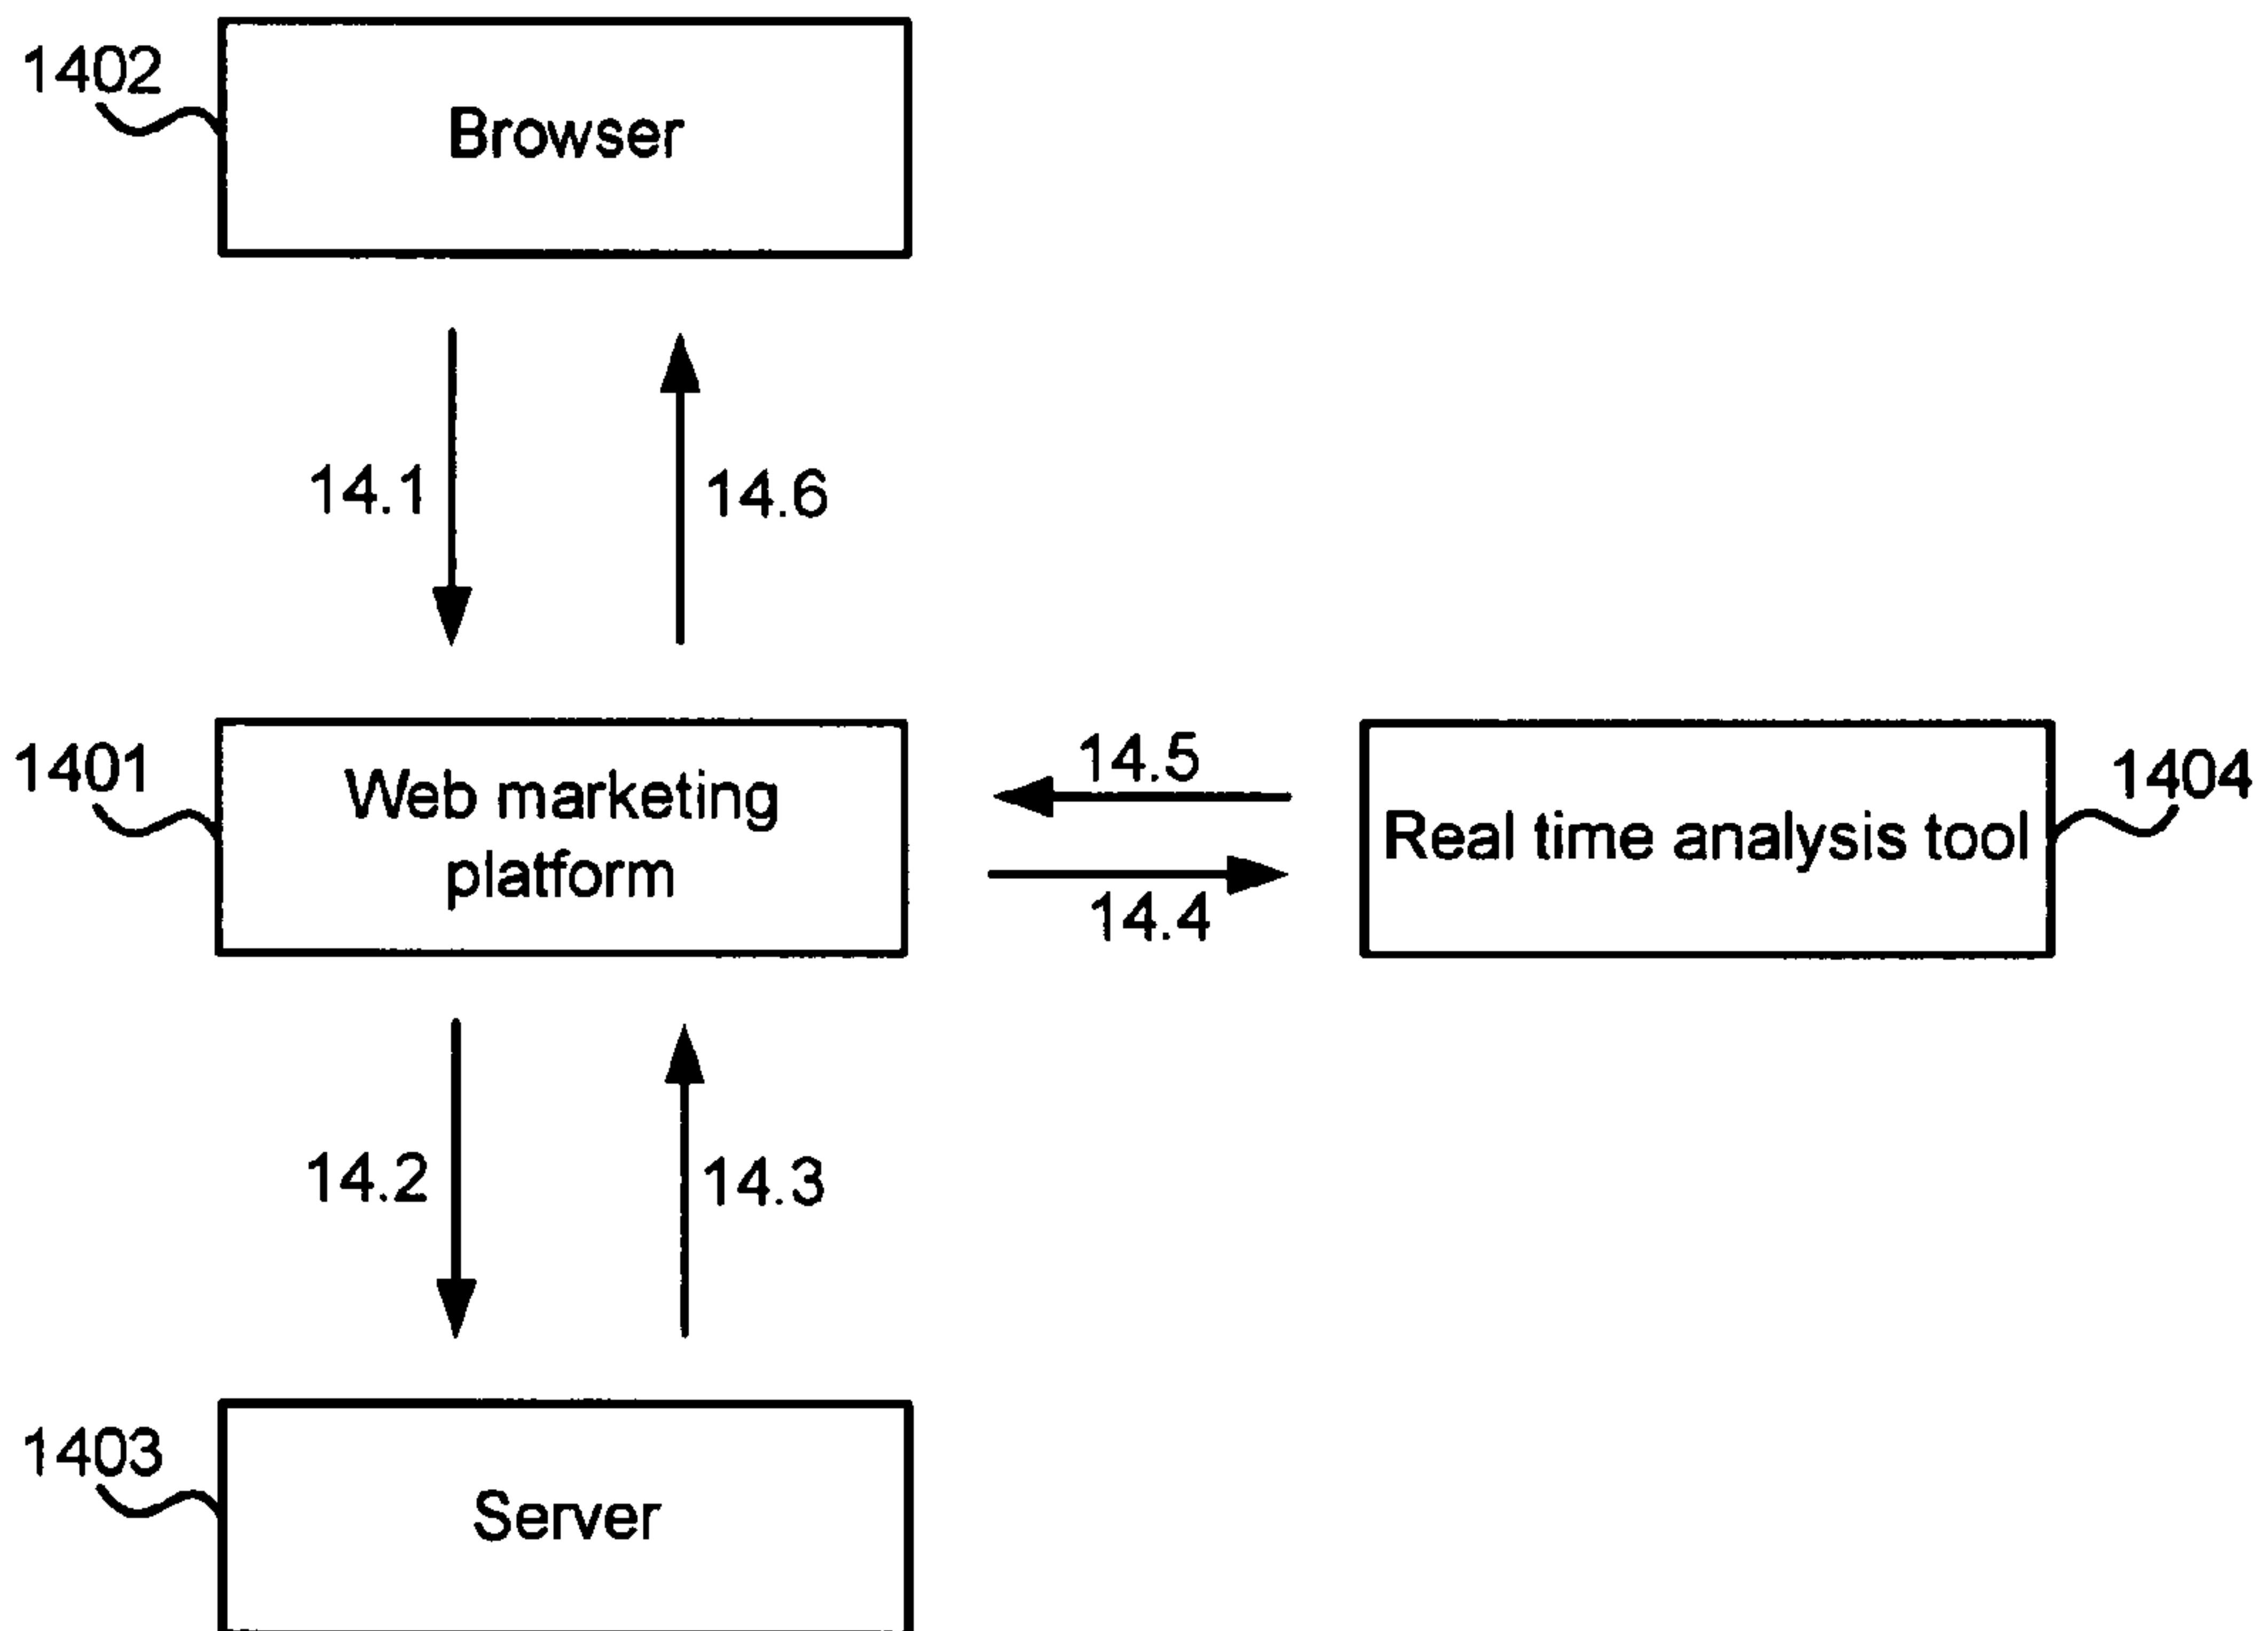 1402
Browser
14.1
14.6
1401
Web marketing
platform
14.5
14.4
Real time analysis tool
1404
14.2
14.3
1403
Server